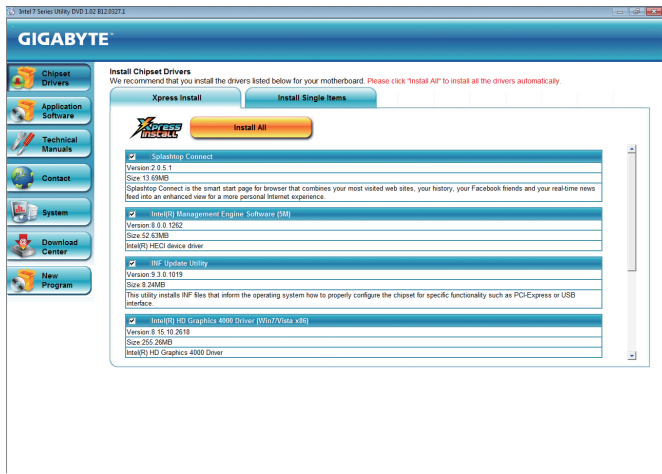 Intel 7 Series Utility DVD 1.02 B12.0327.1
GIGABYTE™
Chipset
Drivers
Application
Software
Technical
Manuals
Contact
System
Download
Center
New
Program
Install Chipset Drivers
We recommend that you install the drivers listed below for your motherboard. Please click "Install All" to install all the drivers automatically.
Xpress Install
Install Single Items
Xpress
Install
Install All
Splashtop Connect
Version:2.0.5.1
Size:13.69MB
Splashtop Connect is the smart start page for browser that combines your most visited web sites, your history, your Facebook friends and your real-time news
feed into an enhanced view for a more personal Internet experience.
Intel(R) Management Engine Software (5M)
Version:8.0.0.1262
Size:52.63MB
Intel(R) HECI device driver
INF Update Utility
Version:9.3.0.1019
Size:8.24MB
This utility installs INF files that inform the operating system how to properly configure the chipset for specific functionality such as PCI-Express or USB
interface.
Intel(R) HD Graphics 4000 Driver (Win7/Vista x86)
Version:8.15.10.2618
Size:255.26MB
Intel(R) HD Graphics 4000 Driver